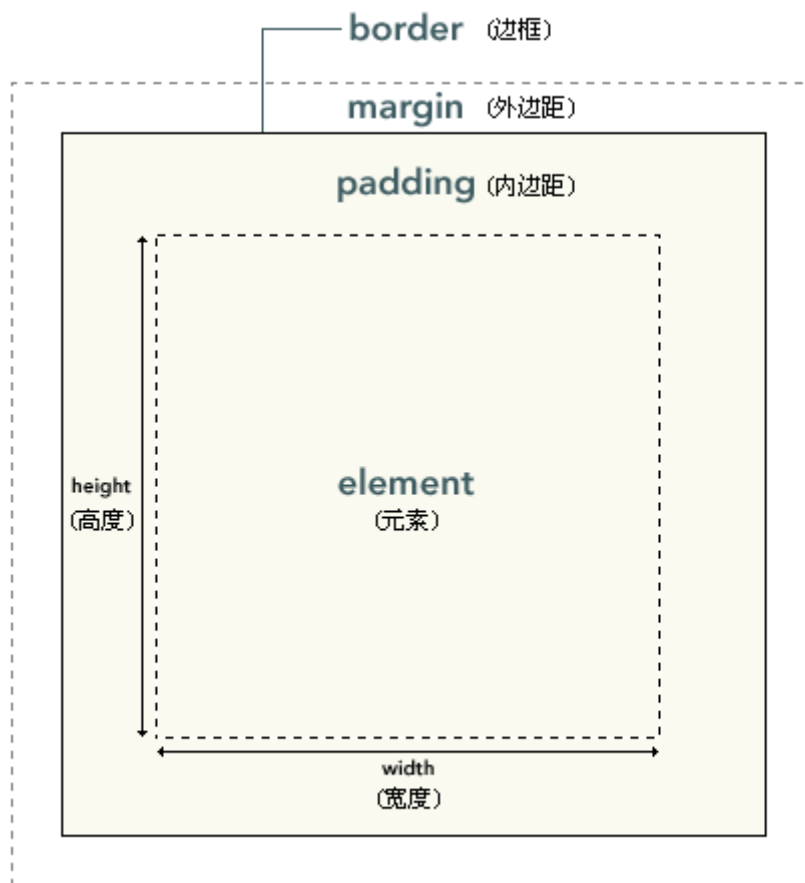 border (边框)
margin (外边距)
padding (内边距)
height
(高度)
element
(元素)
width
(宽度)